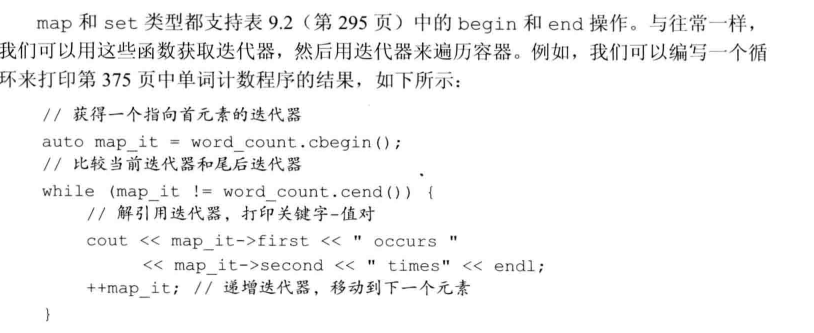 map 和 set 类型都支持表 9.2（第 295 页）中的 begin 和 end 操作。与往常一样，
我们可以用这些函数获取迭代器，然后用迭代器来遍历容器。例如，我们可以编写一个循
环来打印第 375 页中单词计数程序的结果，如下所示：
// 获得一个指向首元素的迭代器
auto map_it = word_count.cbegin();
// 比较当前迭代器和尾后迭代器
while (map_it != word_count.cend()) {
// 解引用迭代器，打印关键字-值对
cout << map_it->first << " occurs "
<< map_it->second << " times" << endl;
++map_it; // 递增迭代器，移动到下一个元素
}